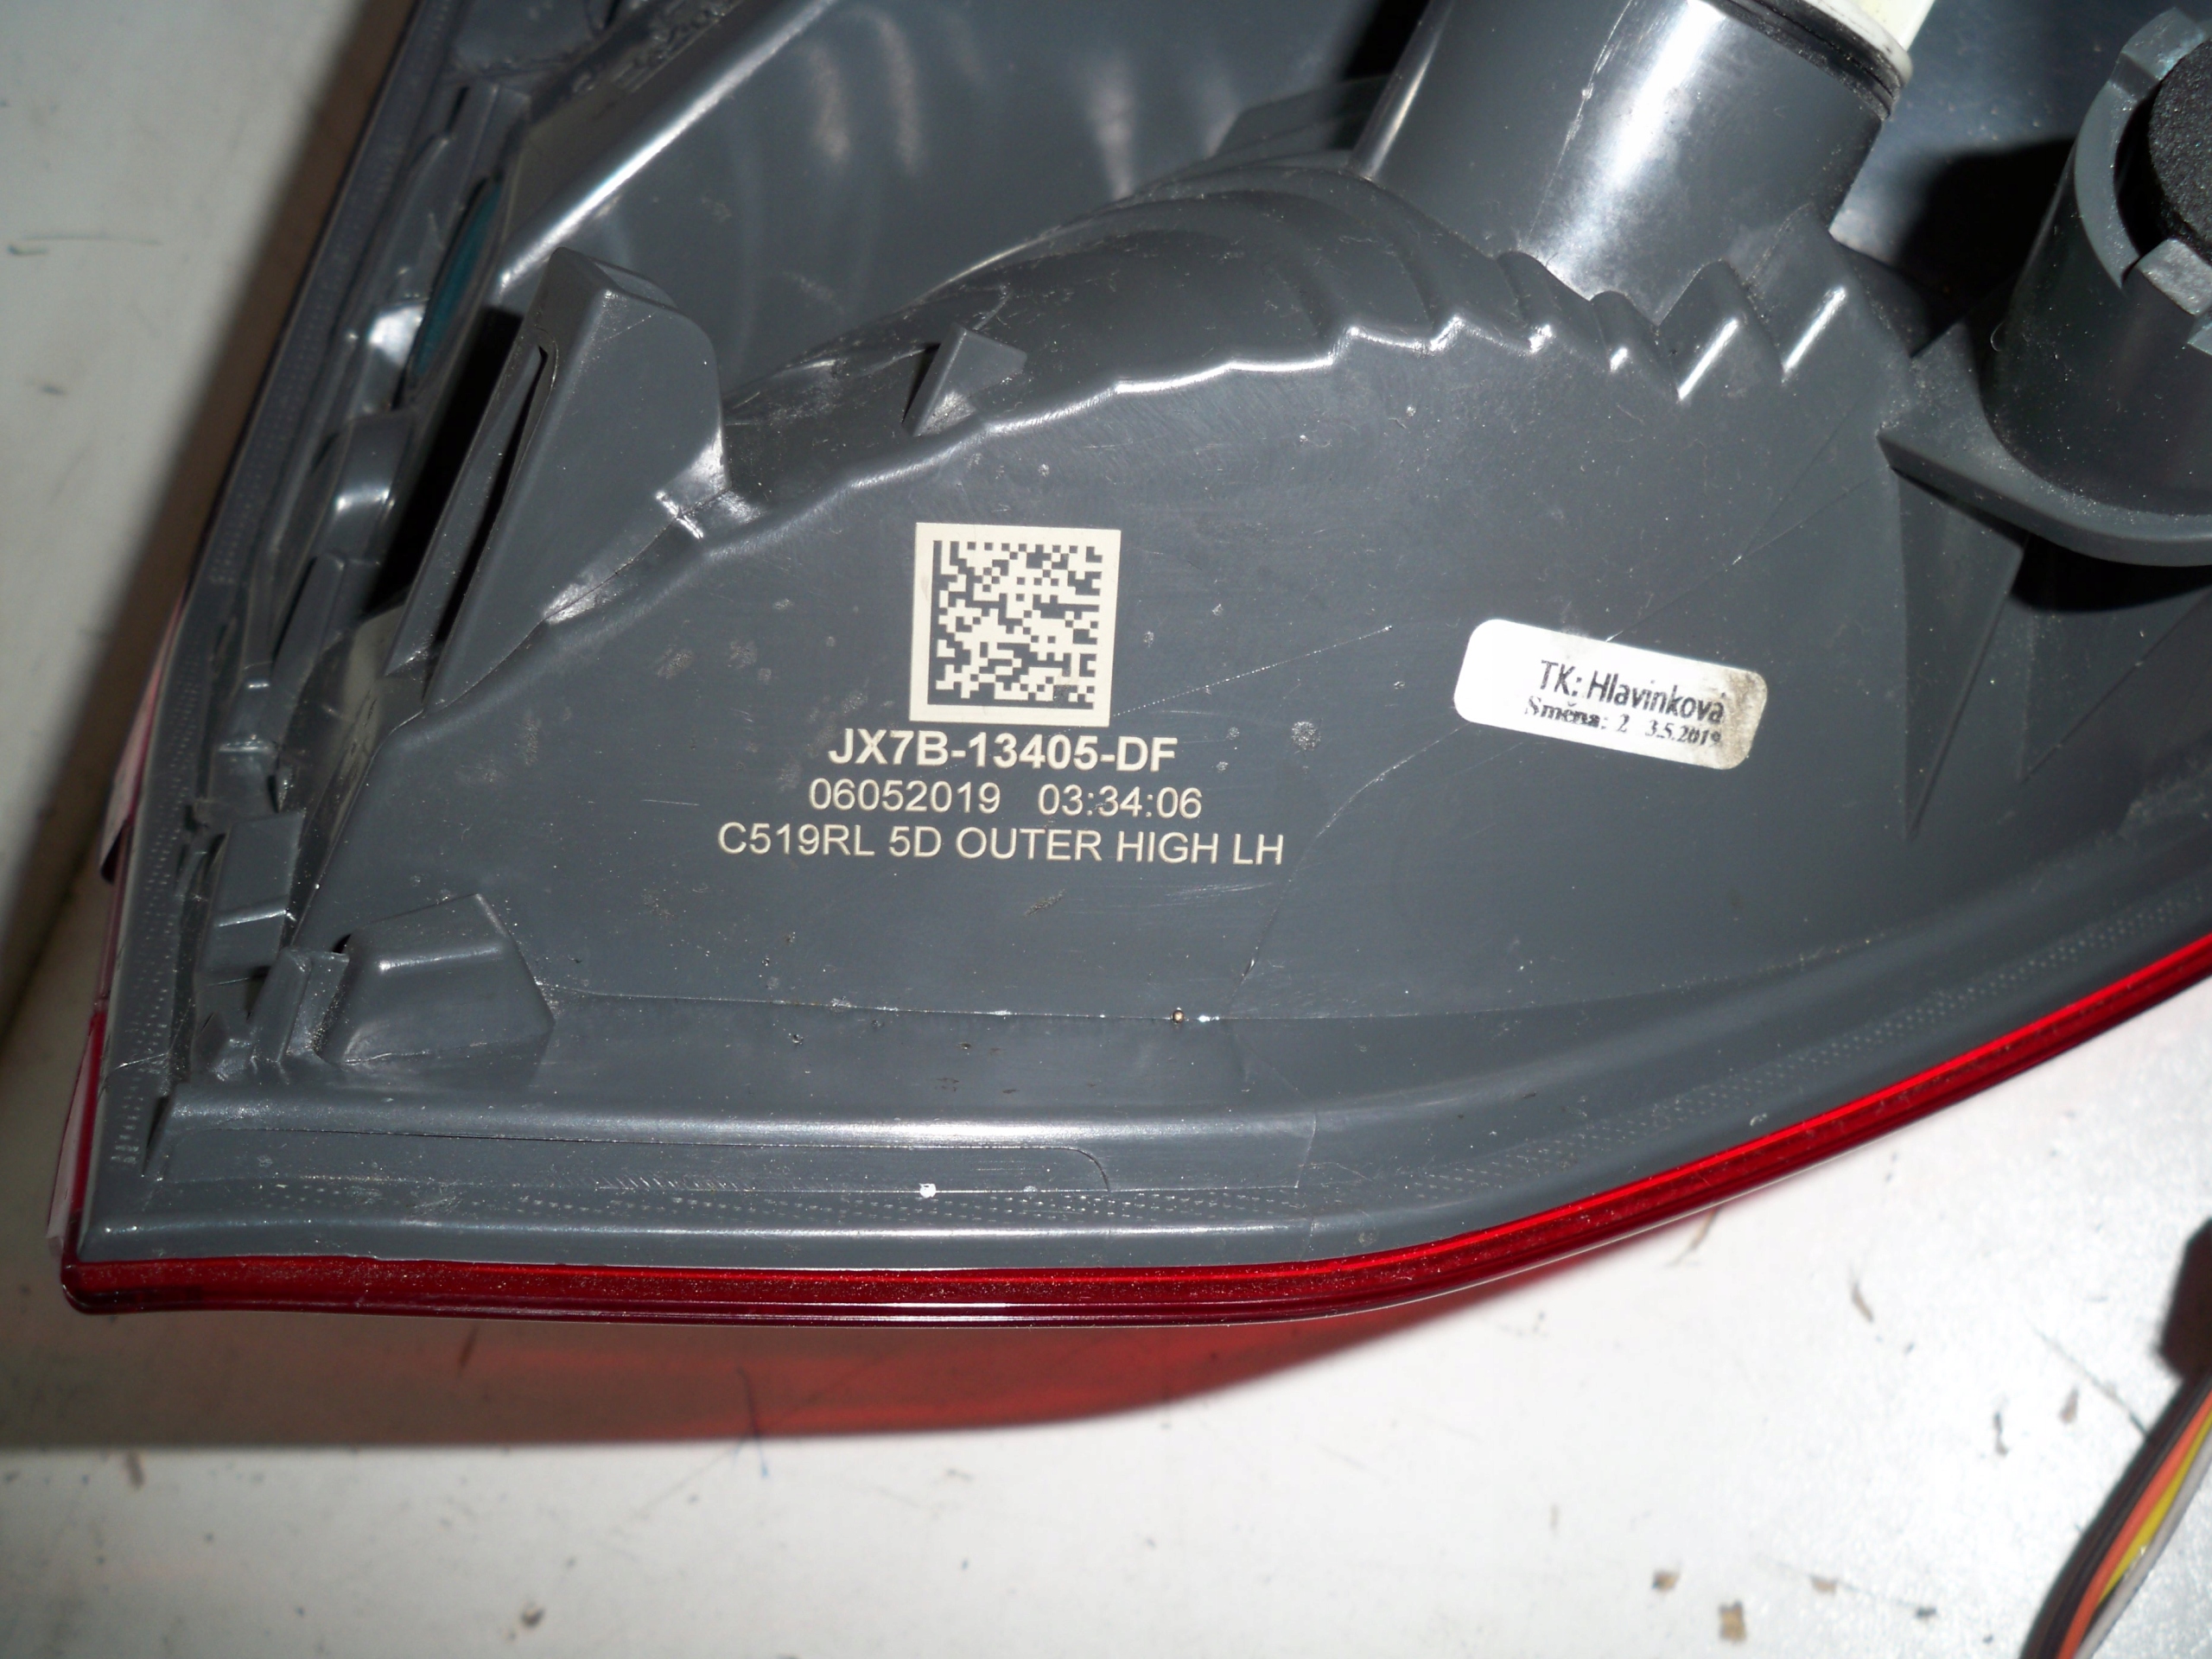 JX7B-13405-DF
06052019 03:34:06
C519RL 5D OUTER HIGH LH
TK: Hlavinková
Směna: 2 3.5.2019